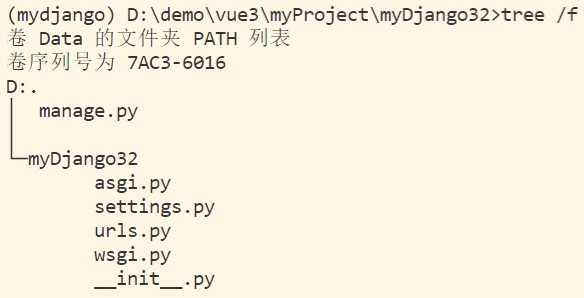 (mydjango) D:\demo\vue3\myProject\myDjango32>tree /f
卷 Data 的文件夹 PATH 列表
卷序列号为 7AC3-6016
D:.
│  manage.py
│
└─myDjango32
        asgi.py
        settings.py
        urls.py
        wsgi.py
        __init__.py